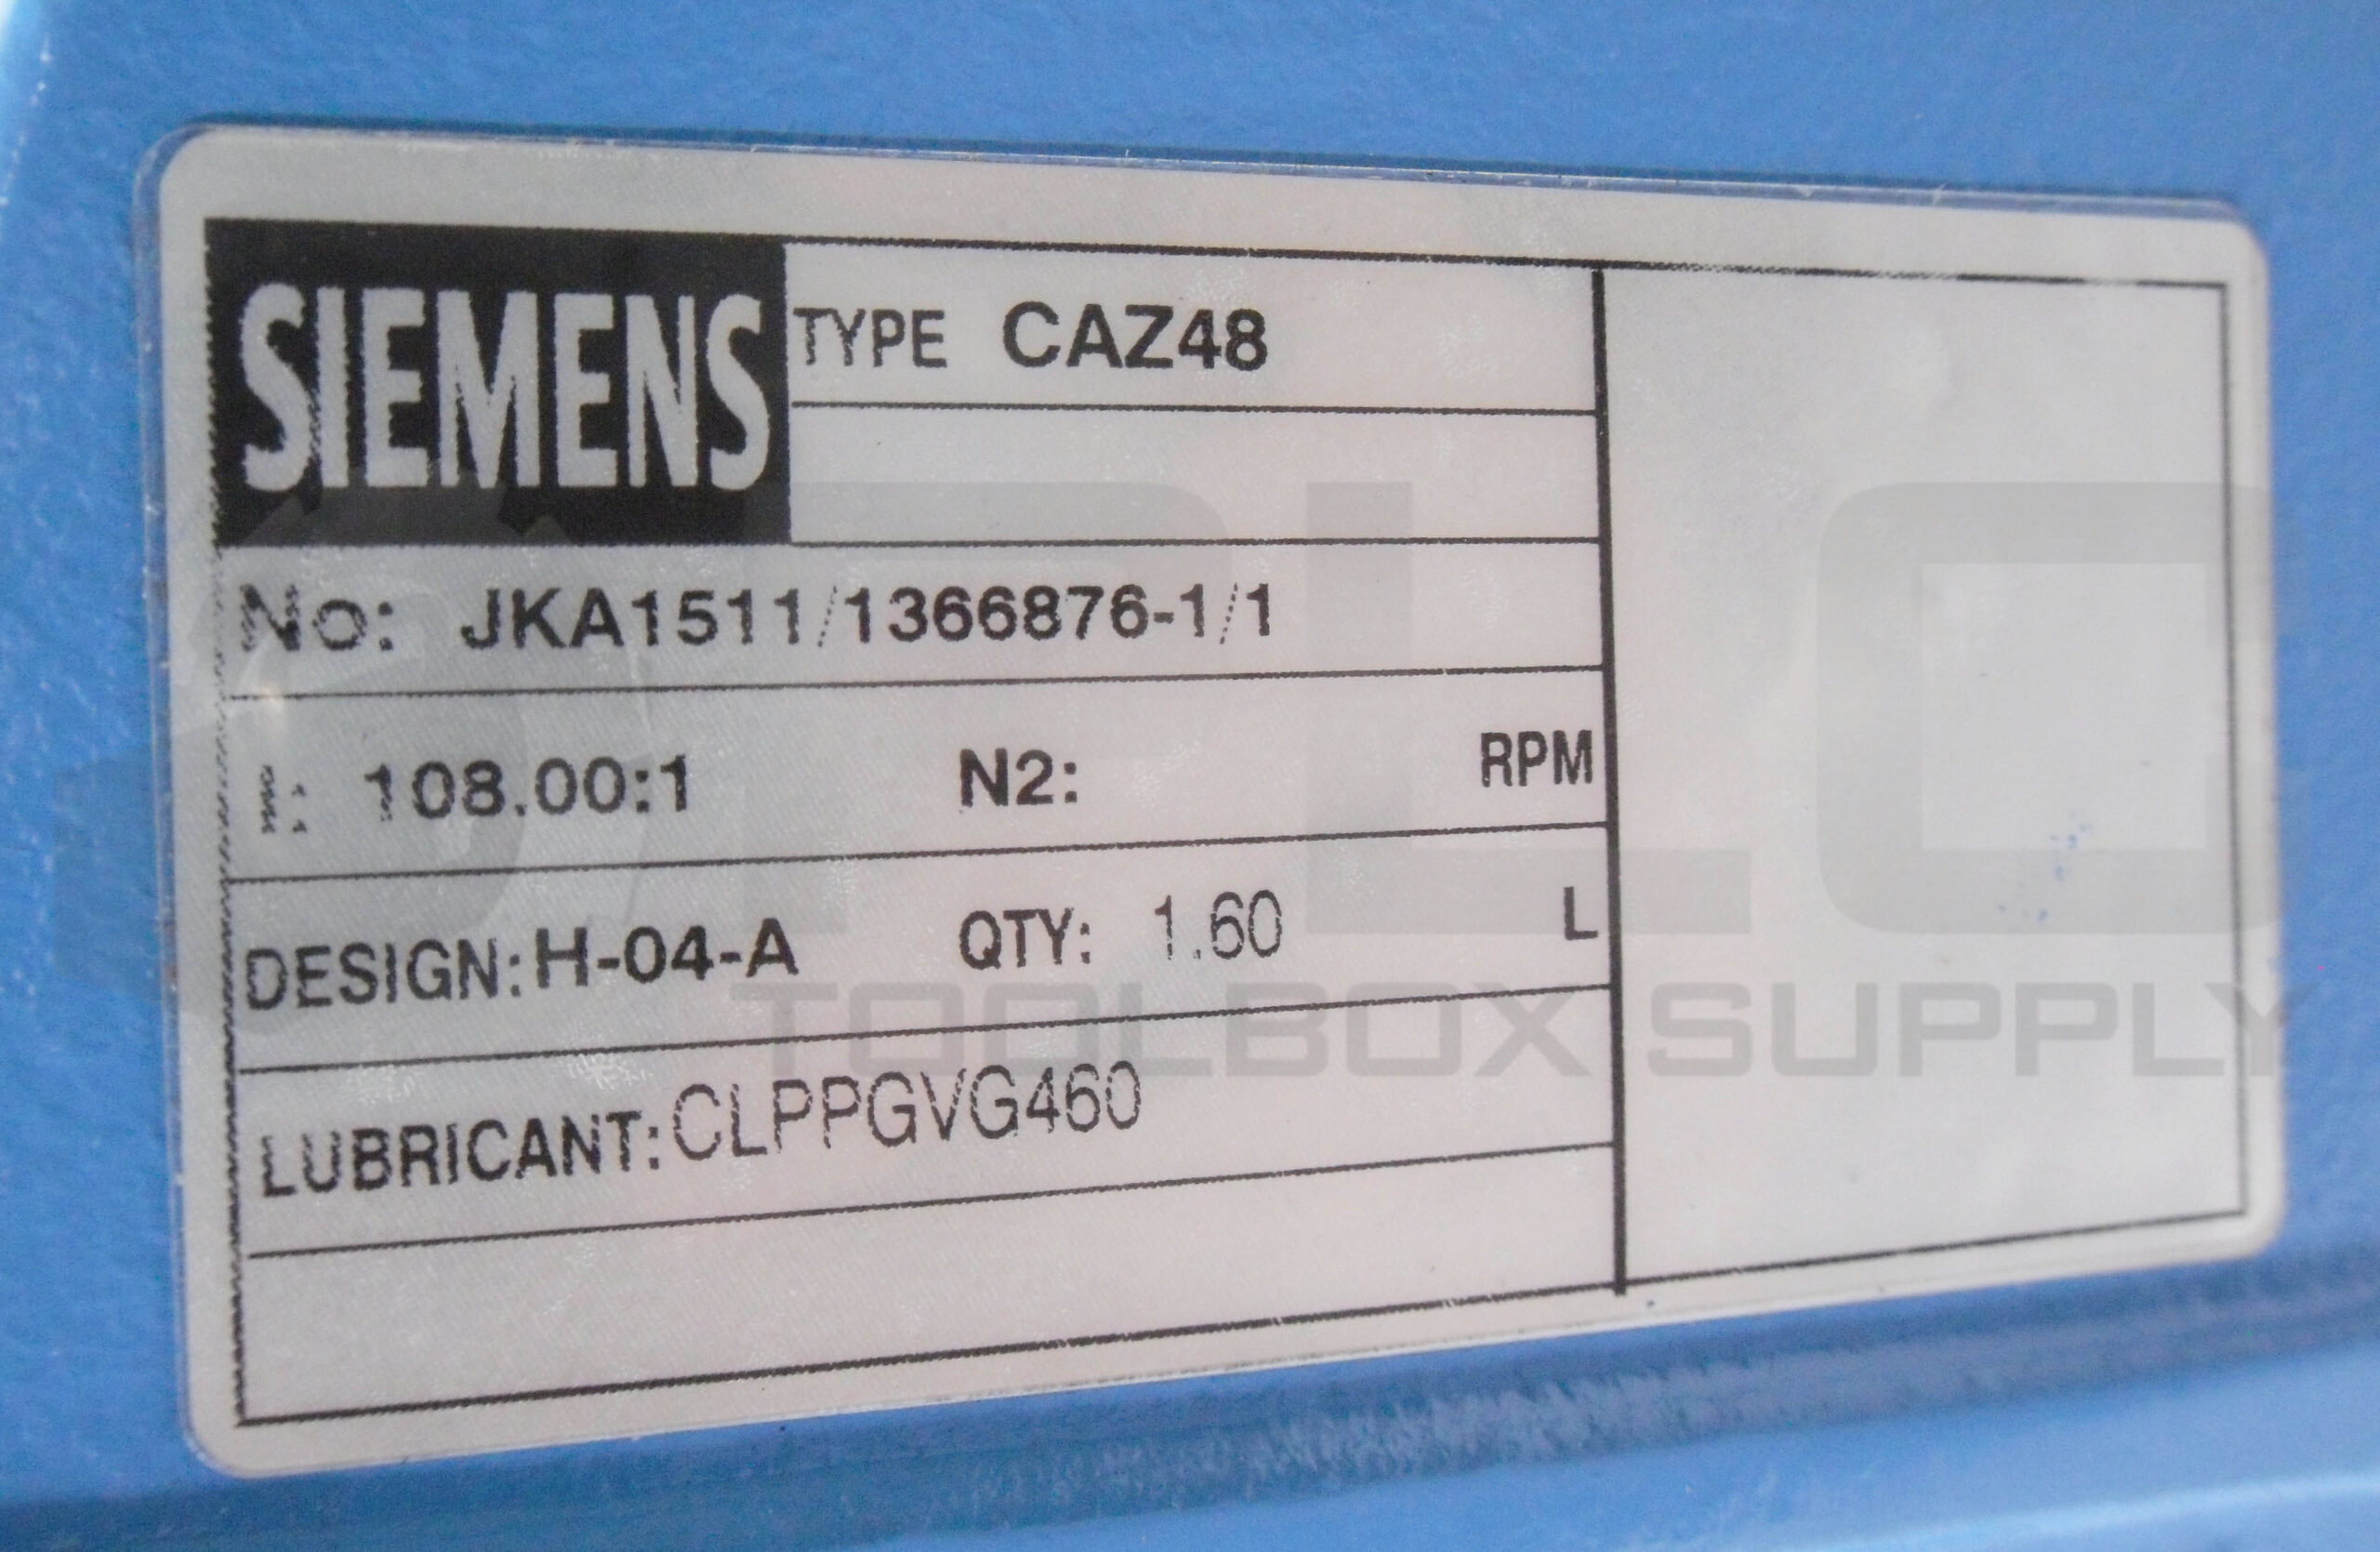 SIEMENS
TYPE CAZ48
No: JKA1511/1366876-1/1
I: 108.00:1 N2: RPM
DESIGN: H-04-A QTY: 1.60 L
LUBRICANT: CLPPGVG460
PLC
TOOLBOX SUPPLY